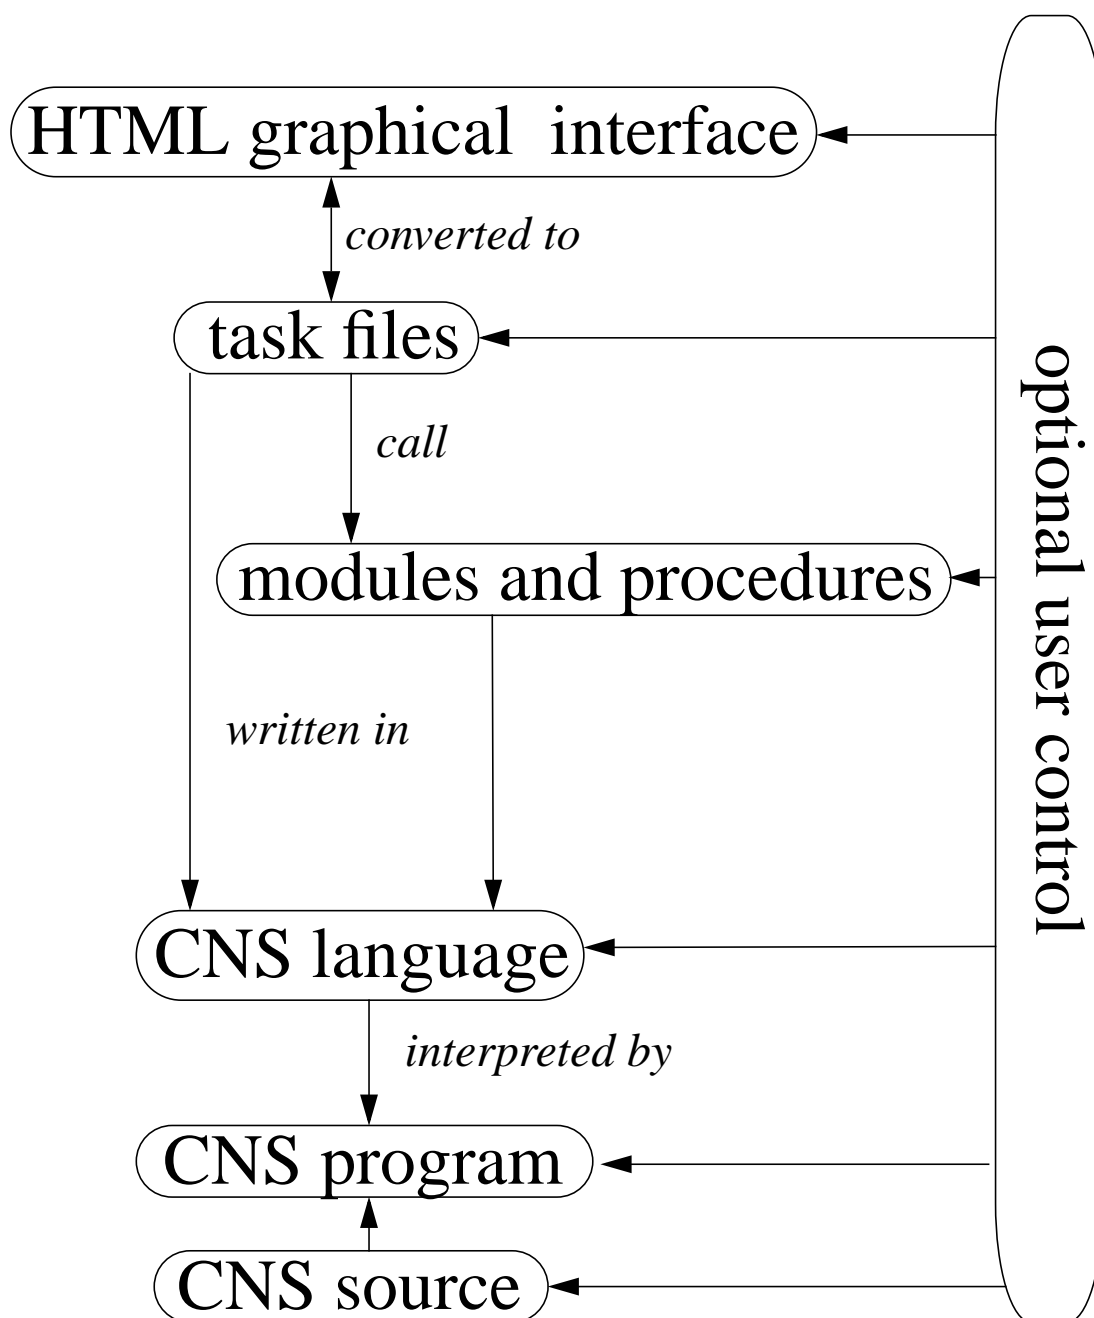 HTML graphical interface
converted to
task files
call
modules and procedures
written in
CNS language
interpreted by
CNS program
CNS source
optional user control